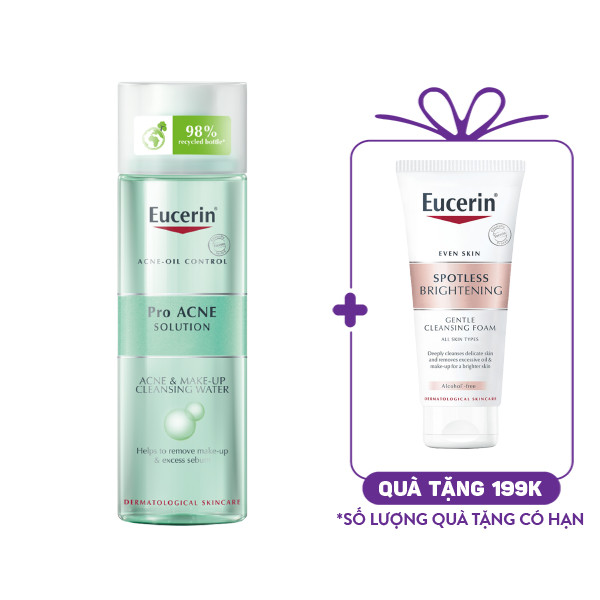 98%
recycled bottle*
Eucerin®
ACNE-OIL CONTROL
Pro ACNE
SOLUTION
ACNE & MAKE-UP
CLEANSING WATER
Helps to remove make-up
& excess sebum
DERMATOLOGICAL SKINCARE
+
Eucerin®
EVEN SKIN
SPOTLESS
BRIGHTENING
GENTLE
CLEANSING FOAM
ALL SKIN TYPES
Deeply cleanses delicate skin
and removes excessive oil &
make-up for a brighter skin
Alcohol-free
DERMATOLOGICAL SKINCARE
QUÀ TẶNG 199K
*SỐ LƯỢNG QUÀ TẶNG CÓ HẠN